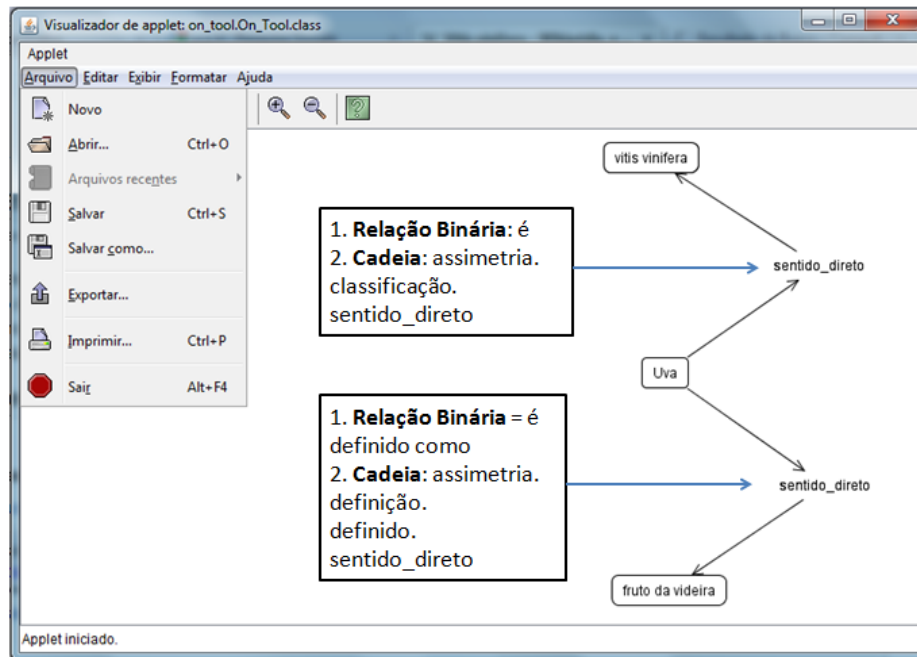 Visualizador de applet: on_tool.On_Tool.class
Applet
Arquivo Editar Exibir Formatar Ajuda
Novo
Abrir... Ctrl+O
Arquivos recentes
Salvar Ctrl+S
Salvar como...
Exportar...
Imprimir... Ctrl+P
Sair Alt+F4
1. Relação Binária: é
2. Cadeia: assimetria.
classificação.
sentido_direto
1. Relação Binária = é
definido como
2. Cadeia: assimetria.
definição.
definido.
sentido_direto
vitis vinifera
sentido_direto
Uva
sentido_direto
fruto da videira
Applet iniciado.